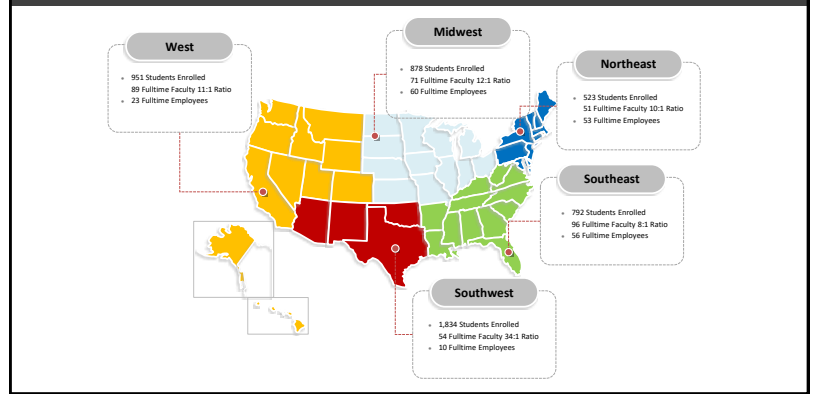 West
951 Students Enrolled
89 Fulltime Faculty 11:1 Ratio
23 Fulltime Employees
Midwest
878 Students Enrolled
71 Fulltime Faculty 12:1 Ratio
60 Fulltime Employees
Northeast
523 Students Enrolled
51 Fulltime Faculty 10:1 Ratio
53 Fulltime Employees
Southeast
792 Students Enrolled
96 Fulltime Faculty 8:1 Ratio
56 Fulltime Employees
Southwest
1,834 Students Enrolled
54 Fulltime Faculty 34:1 Ratio
10 Fulltime Employees